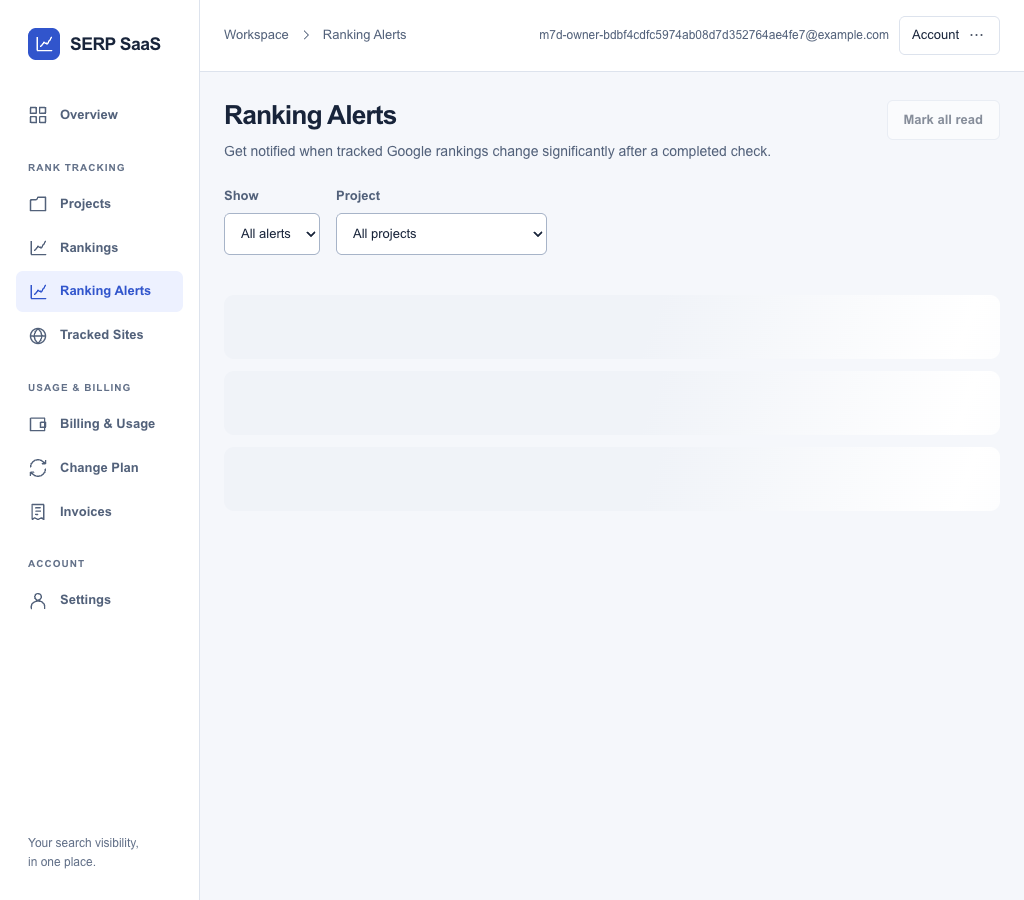 SERP SaaS
Overview
RANK TRACKING
Projects
Rankings
Ranking Alerts
Tracked Sites
USAGE & BILLING
Billing & Usage
Change Plan
Invoices
ACCOUNT
Settings
Your search visibility,
in one place.
Workspace Ranking Alerts
m7d-owner-bdbf4cdfc5974ab08d7d352764ae4fe7@example.com
Account ···
Ranking Alerts
Mark all read
Get notified when tracked Google rankings change significantly after a completed check.
Show Project
All alerts All projects